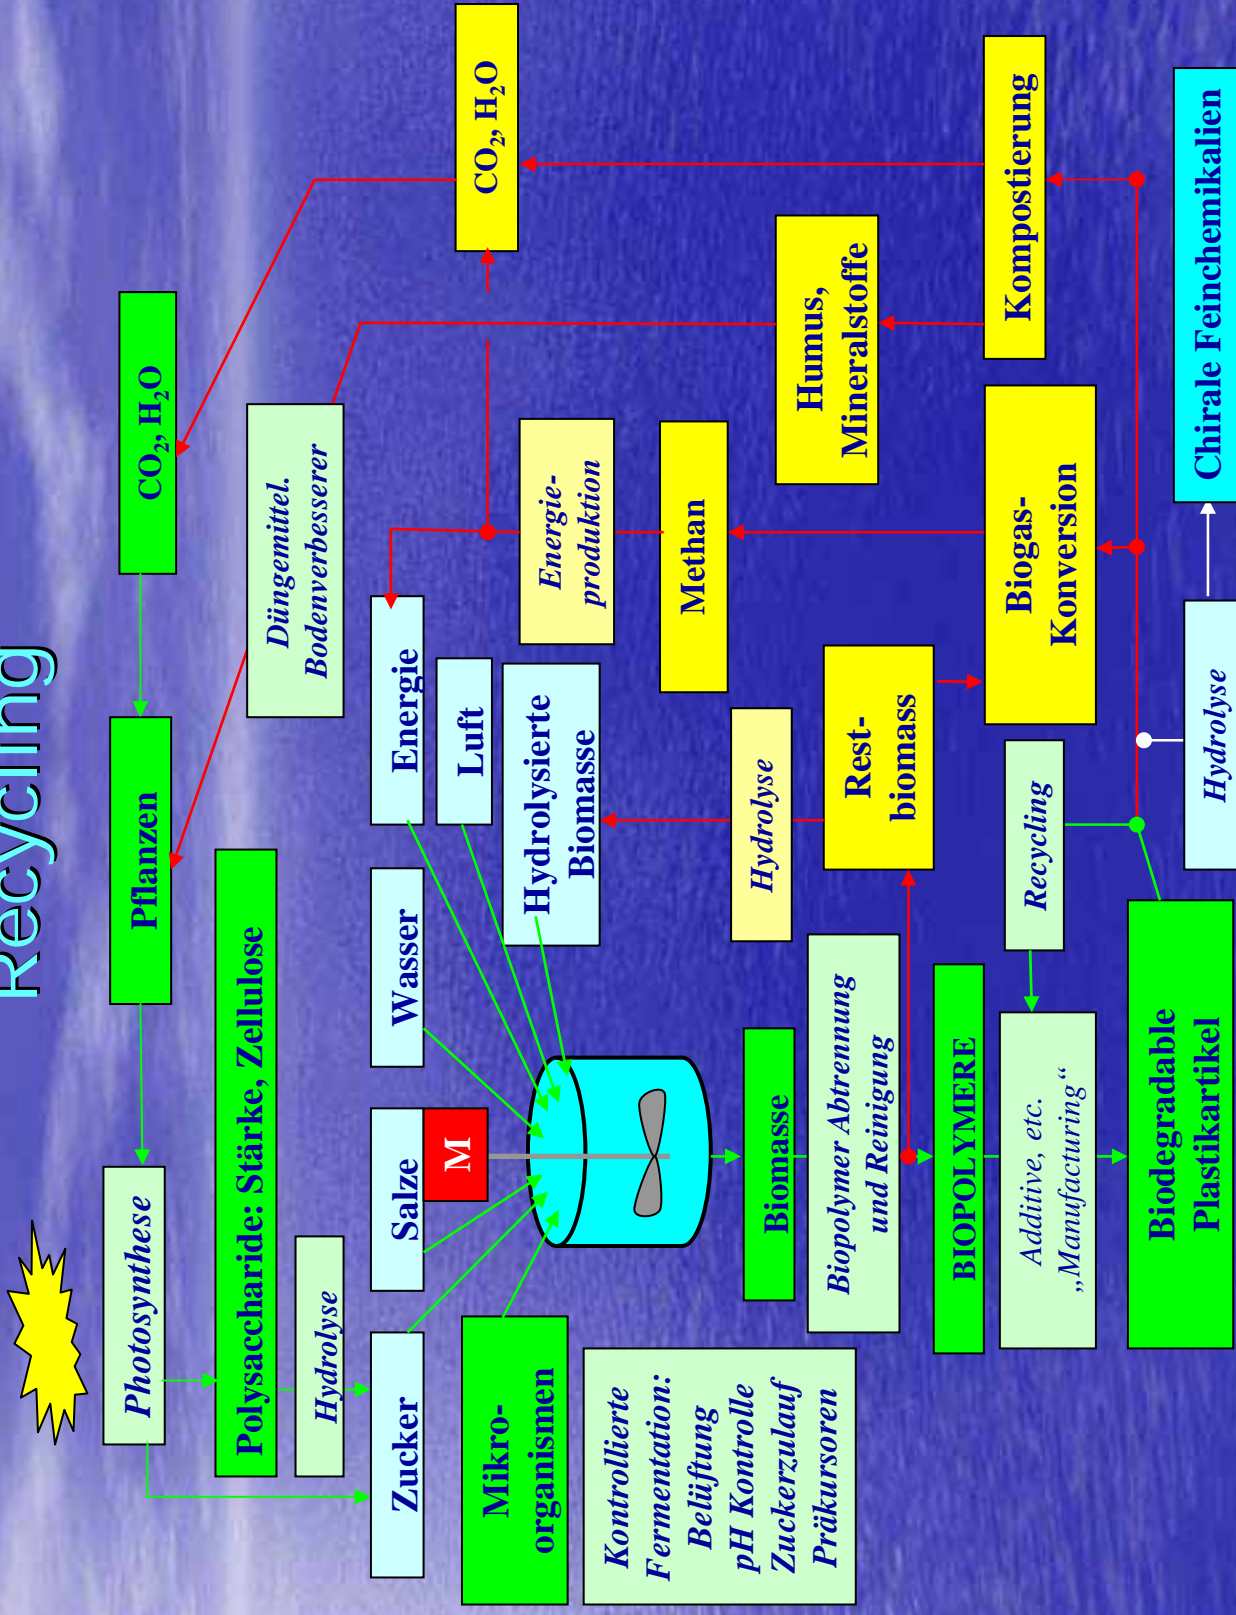 Recycling
Photosynthese
Pflanzen
CO₂, H₂O
Polysaccharide: Stärke, Zellulose
Düngemittel.
Bodenverbesserer
Hydrolyse
Zucker
Salze
Wasser
Energie
M
Luft
CO₂, H₂O
Mikro-
organismen
Hydrolysierte
Biomasse
Energie-
produktion
Kontrollierte
Fermentation:
Belüftung
pH Kontrolle
Zuckerzulauf
Präkursoren
Methan
Hydrolyse
Biomasse
Humus,
Mineralstoffe
Biopolymer Abtrennung
und Reinigung
Rest-
biomass
BIOPOLYMERE
Additive, etc.
„Manufacturing“
Recycling
Biogas-
Konversion
Kompostierung
Biodegradable
Plastikartikel
Hydrolyse
Chirale Feinchemikalien